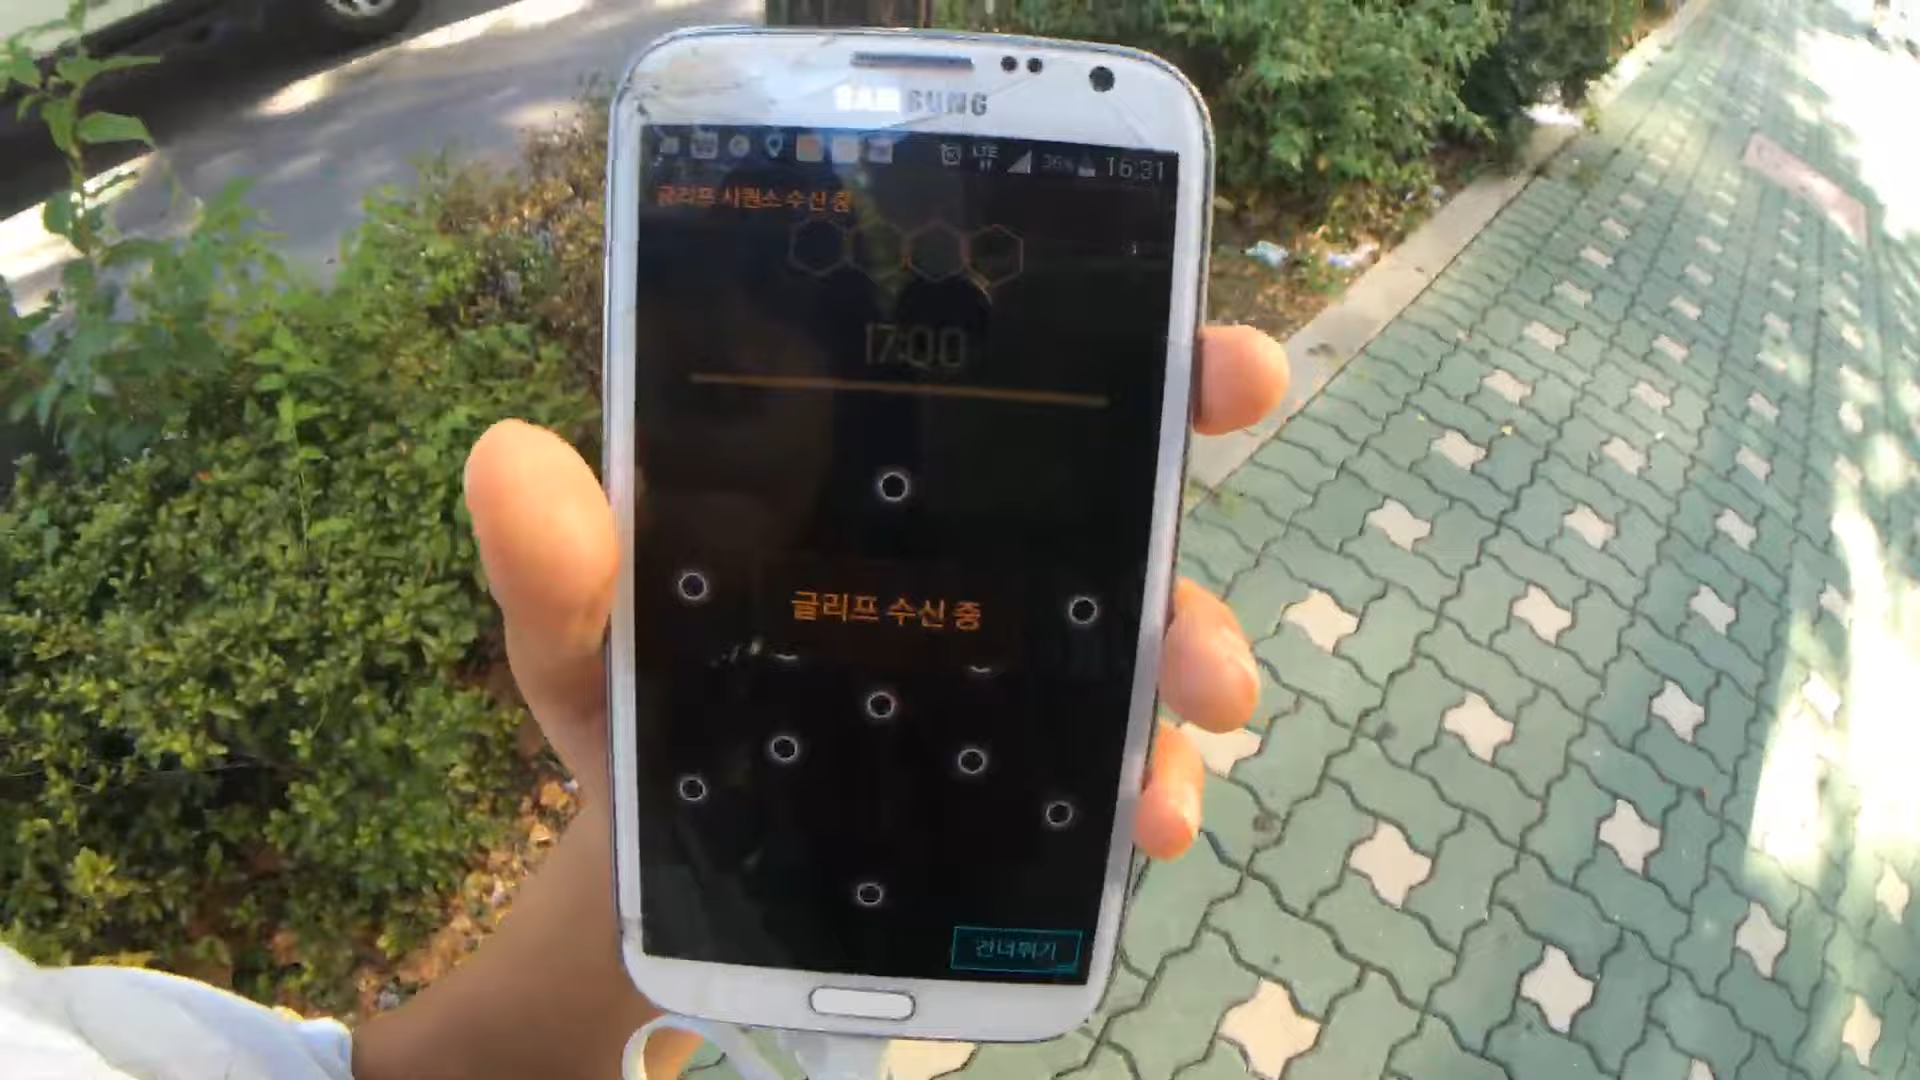 SAMSUNG
LTE 36% 16:31
글리프 시퀀스 수신 중
17:00
글리프 수신 중
건너뛰기